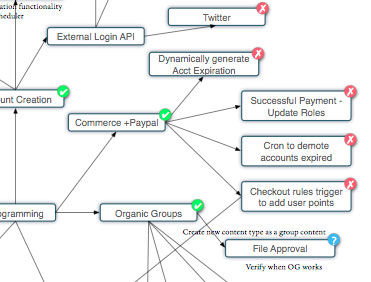 ation functionality
heduler
Twitter
External Login API
Dynamically generate
Acct Expiration
unt Creation
Successful Payment -
Update Roles
Commerce +Paypal
Cron to demote
accounts expired
Checkout rules trigger
to add user points
ogramming
Organic Groups
Create new content type as a group content
File Approval
Verify when OG works